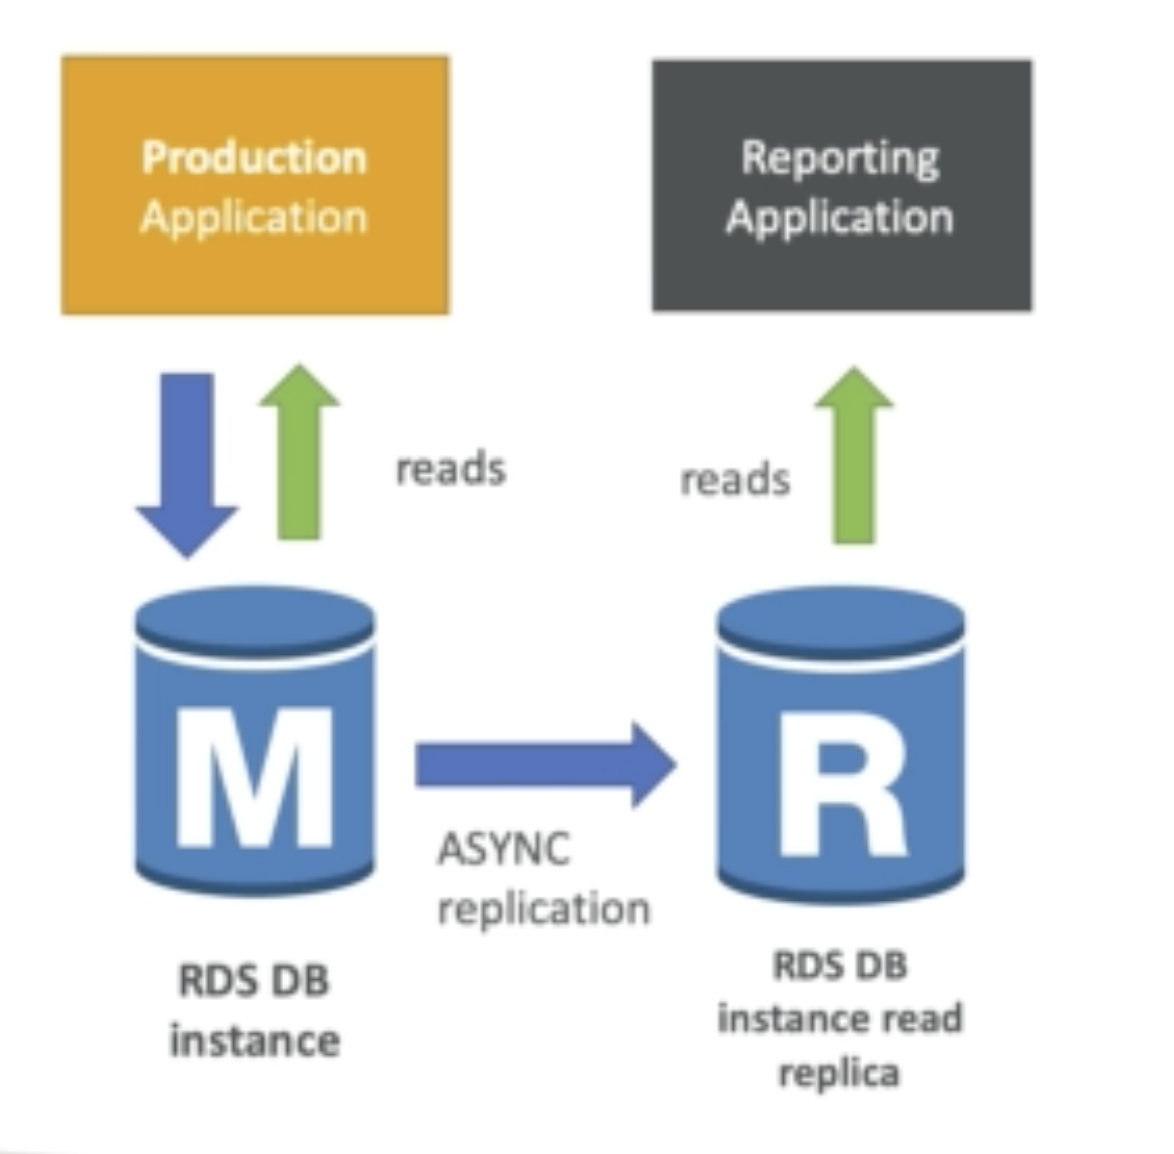 Production
Application
Reporting
Application
reads
reads
M
R
ASYNC
replication
RDS DB
instance
RDS DB
instance read
replica